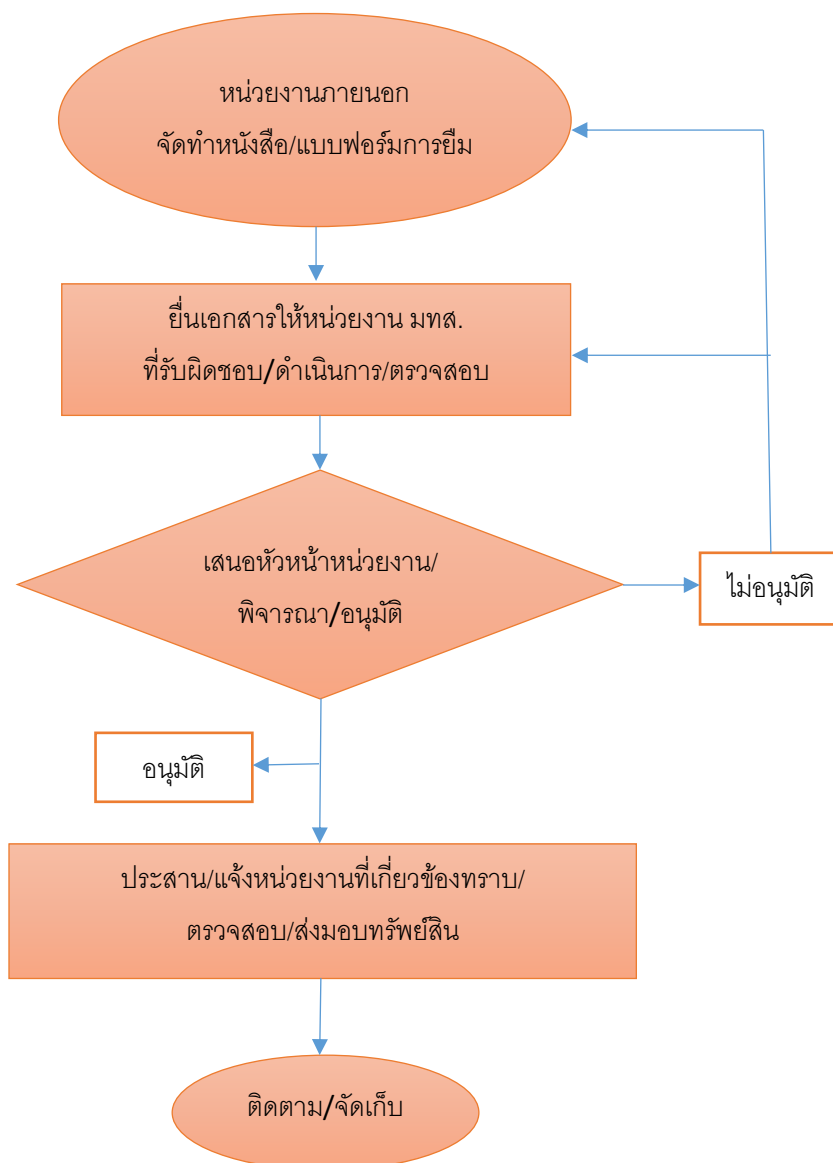 หน่วยงานภายนอก
จัดทำหนังสือ/แบบฟอร์มการยืม
ยื่นเอกสารให้หน่วยงาน มทส.
ที่รับผิดชอบ/ดำเนินการ/ตรวจสอบ
เสนอหัวหน้าหน่วยงาน/
พิจารณา/อนุมัติ
ไม่อนุมัติ
อนุมัติ
ประสาน/แจ้งหน่วยงานที่เกี่ยวข้องทราบ/
ตรวจสอบ/ส่งมอบทรัพย์สิน
ติดตาม/จัดเก็บ